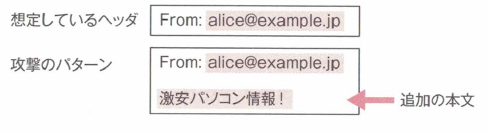 想定しているヘッダ
From: alice@example.jp
攻撃のパターン
From: alice@example.jp
激安パソコン情報！
追加の本文